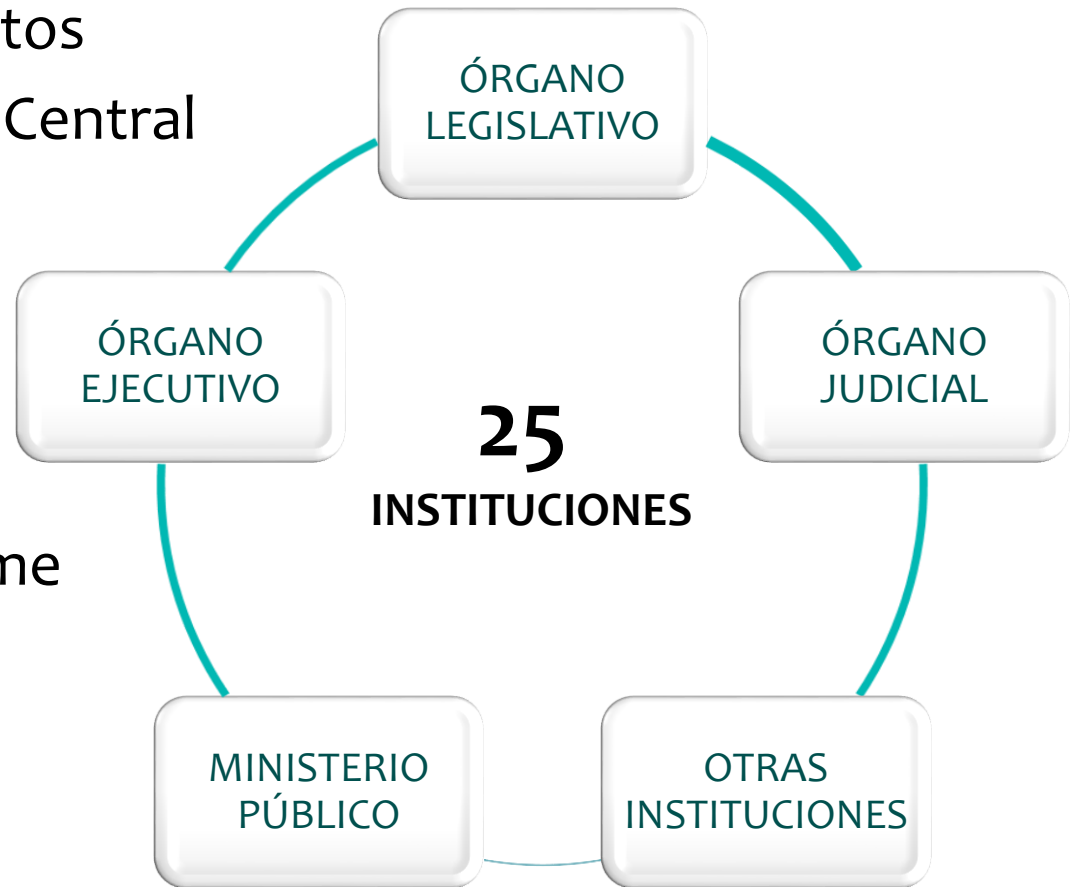 tos
Central
ÓRGANO
LEGISLATIVO
ÓRGANO
EJECUTIVO
ÓRGANO
JUDICIAL
25
INSTITUCIONES
me
MINISTERIO
PÚBLICO
OTRAS
INSTITUCIONES